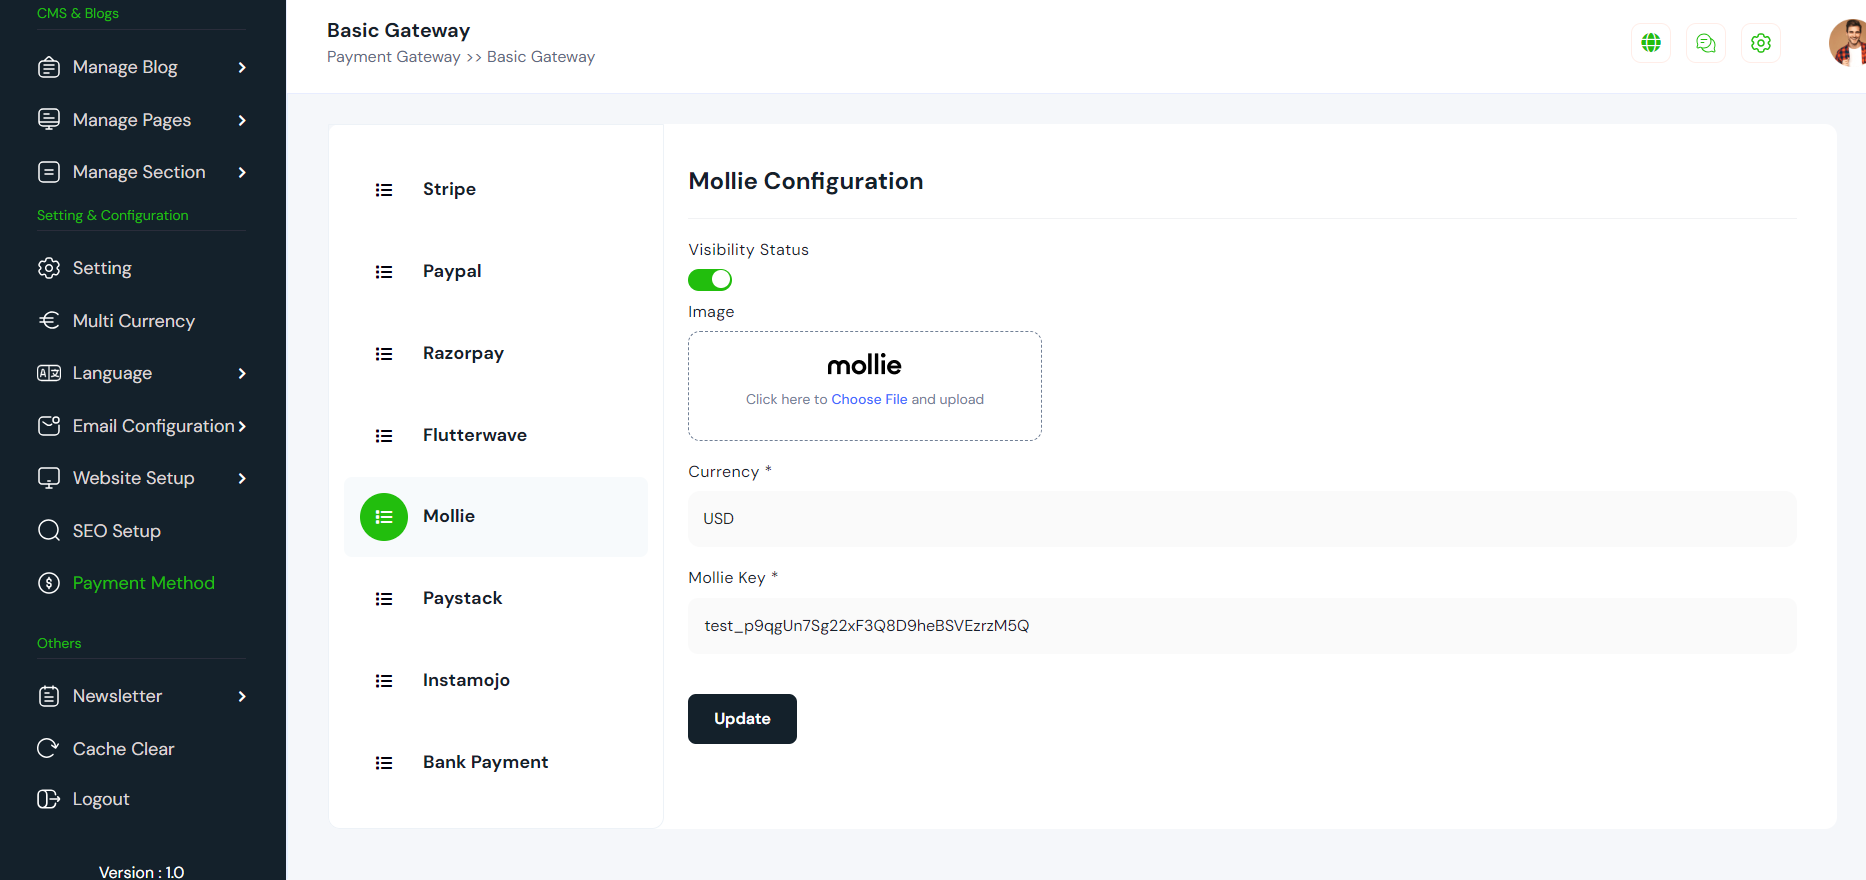 CMS & Blogs
Manage Blog
Manage Pages
Manage Section
Setting & Configuration
Setting
Multi Currency
Language
Email Configuration
Website Setup
SEO Setup
Payment Method
Others
Newsletter
Cache Clear
Logout
Version : 1.0
Basic Gateway
Payment Gateway >> Basic Gateway
Stripe
Paypal
Razorpay
Flutterwave
Mollie
Paystack
Instamojo
Bank Payment
Mollie Configuration
Visibility Status
Image
mollie
Click here to Choose File and upload
Currency *
USD
Mollie Key *
test_p9qgUn7Sg22xF3Q8D9heBSVEzrzM5Q
Update